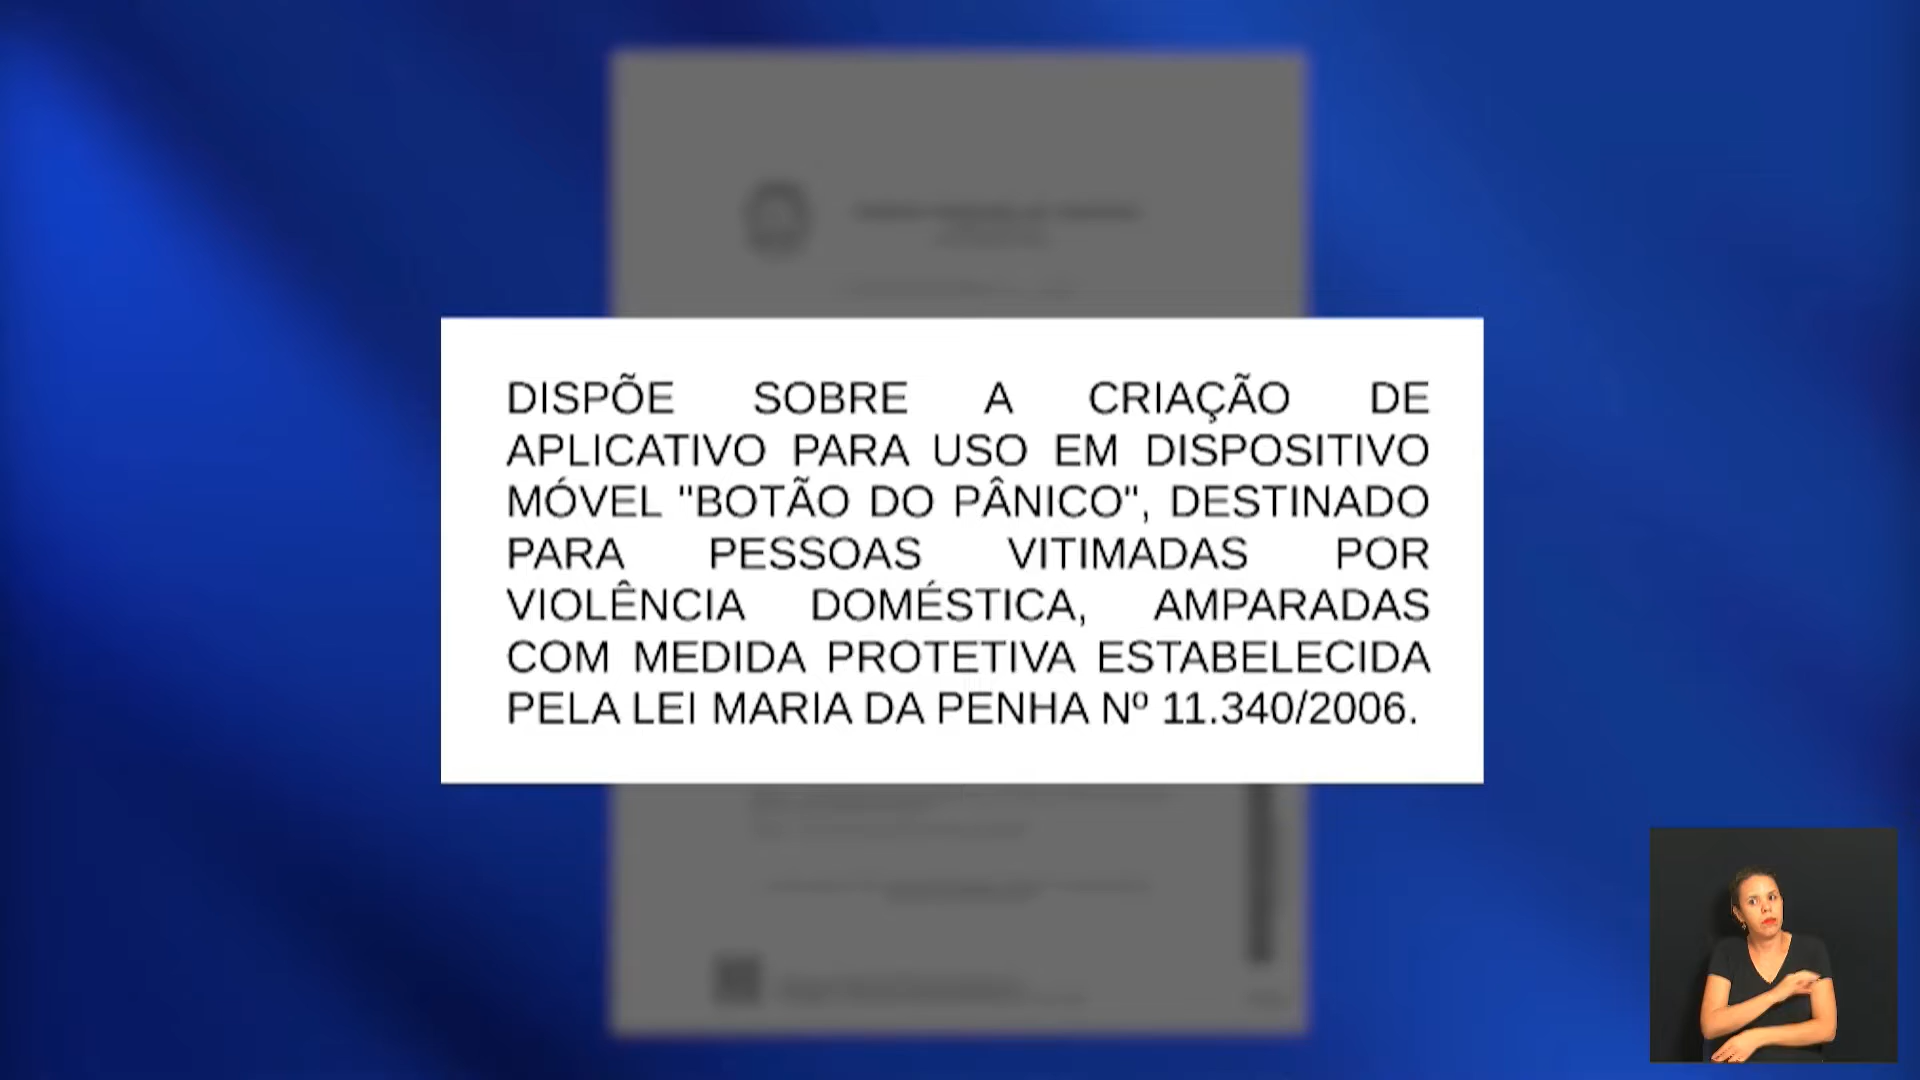 DISPÕE SOBRE A CRIAÇÃO DE
APLICATIVO PARA USO EM DISPOSITIVO
MÓVEL "BOTÃO DO PÂNICO", DESTINADO
PARA PESSOAS VITIMADAS POR
VIOLÊNCIA DOMÉSTICA, AMPARADAS
COM MEDIDA PROTETIVA ESTABELECIDA
PELA LEI MARIA DA PENHA Nº 11.340/2006.